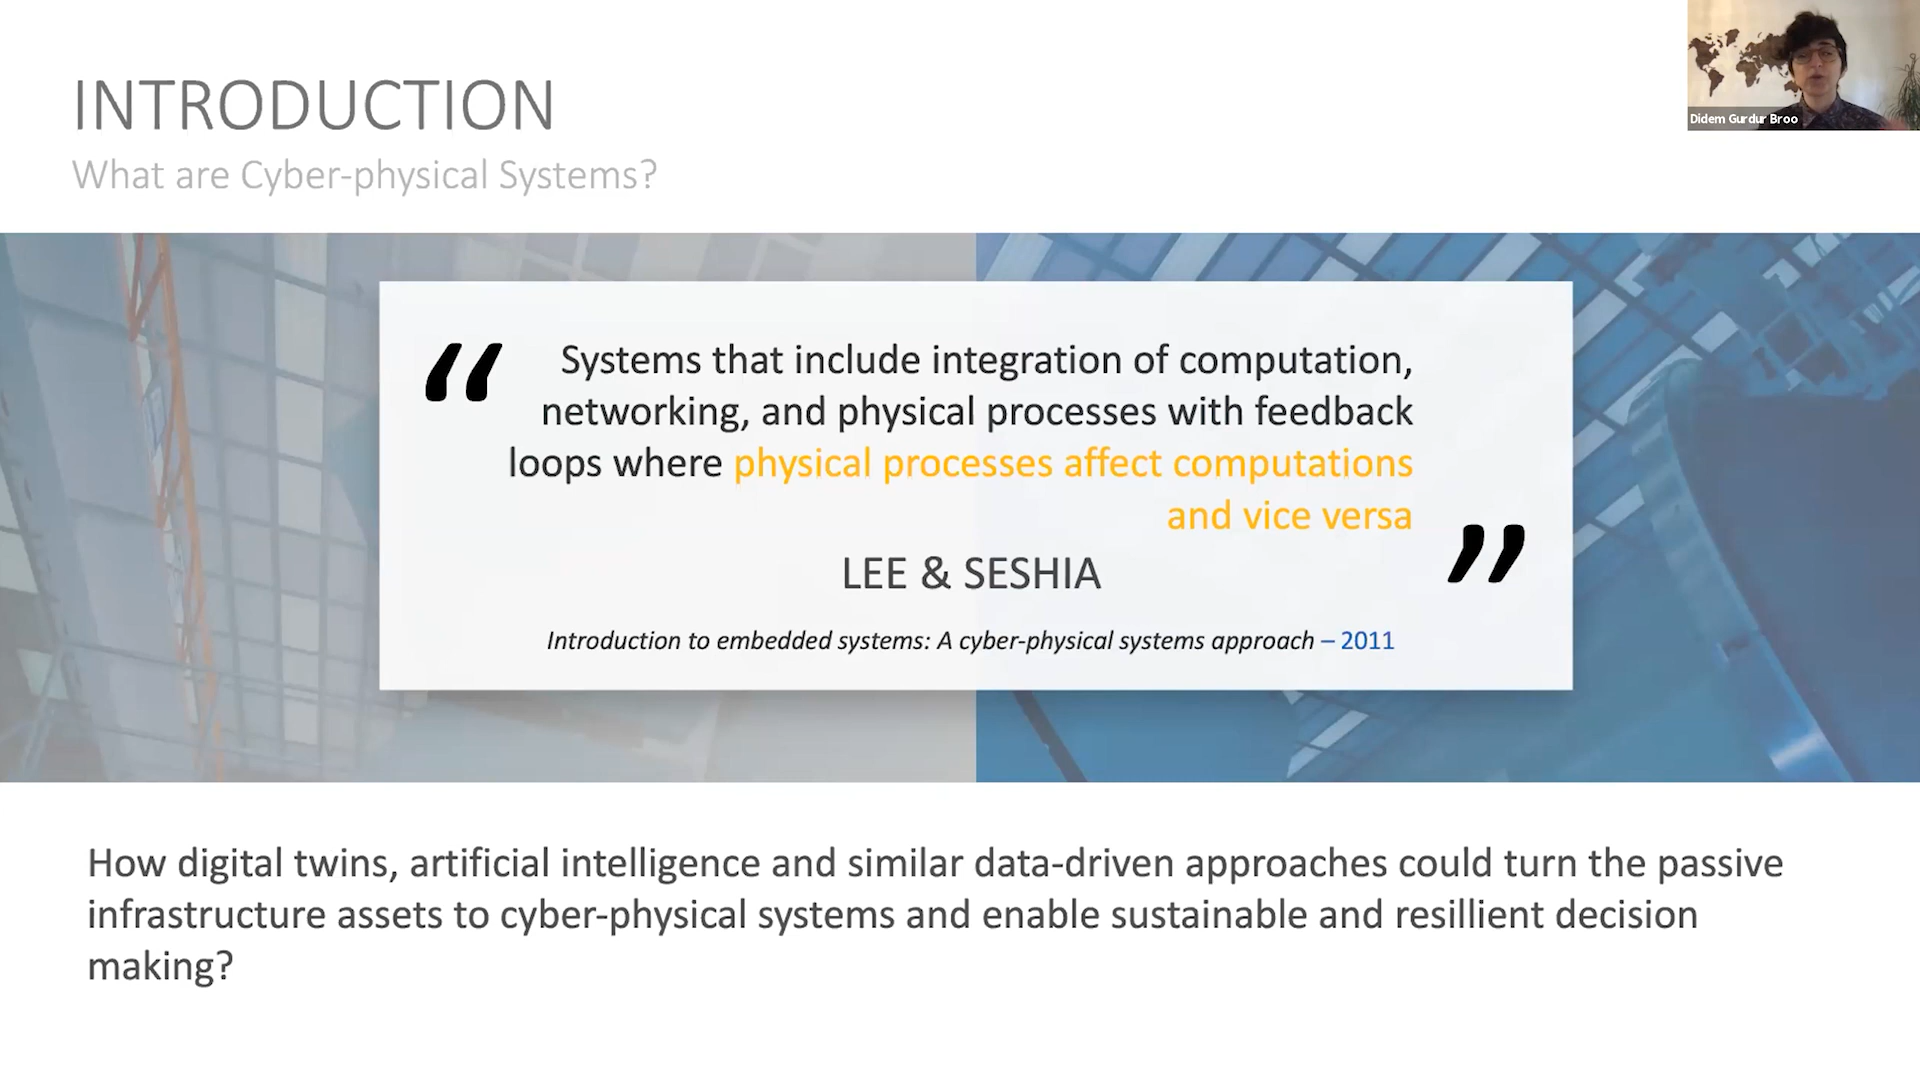 INTRODUCTION
What are Cyber-physical Systems?
Didem Gurdur Broo
“ Systems that include integration of computation,
networking, and physical processes with feedback
loops where physical processes affect computations
and vice versa ”
LEE & SESHIA
Introduction to embedded systems: A cyber-physical systems approach – 2011
How digital twins, artificial intelligence and similar data-driven approaches could turn the passive
infrastructure assets to cyber-physical systems and enable sustainable and resillient decision
making?